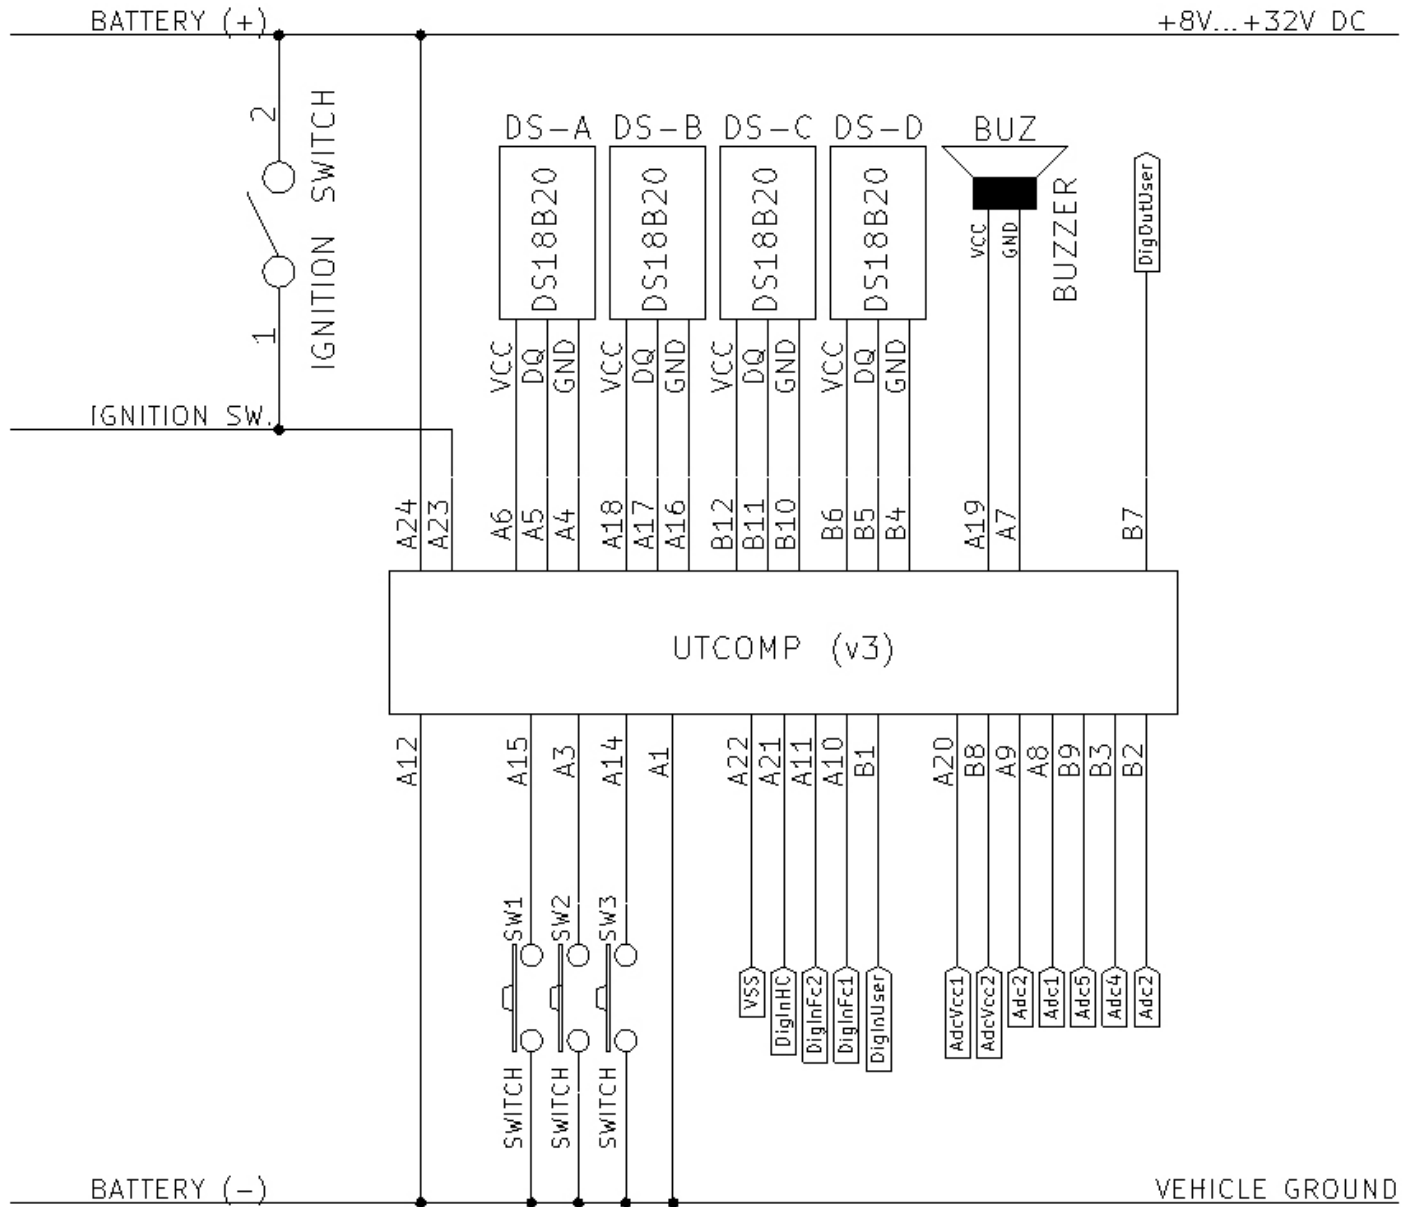 BATTERY (+)
+8V...+32V DC
2
IGNITION SWITCH
1
DS-A
DS-B
DS-C
DS-D
BUZ
DS18B20
DS18B20
DS18B20
DS18B20
VCC
GND
BUZZER
DigOutUser
VCC
DQ
GND
VCC
DQ
GND
VCC
DQ
GND
VCC
DQ
GND
IGNITION SW.
A24
A23
A6
A5
A4
A18
A17
A16
B12
B11
B10
B6
B5
B4
A19
A7
B7
UTCOMP (v3)
A12
A15
A3
A14
A1
A22
A21
A11
A10
B1
A20
B8
A9
A8
B9
B3
B2
SW1
SW2
SW3
VSS
DigInHC
DigInFc2
DigInFc1
DigInUser
AdcVcc1
AdcVcc2
Adc2
Adc1
Adc5
Adc4
Adc2
SWITCH
SWITCH
SWITCH
BATTERY (-)
VEHICLE GROUND